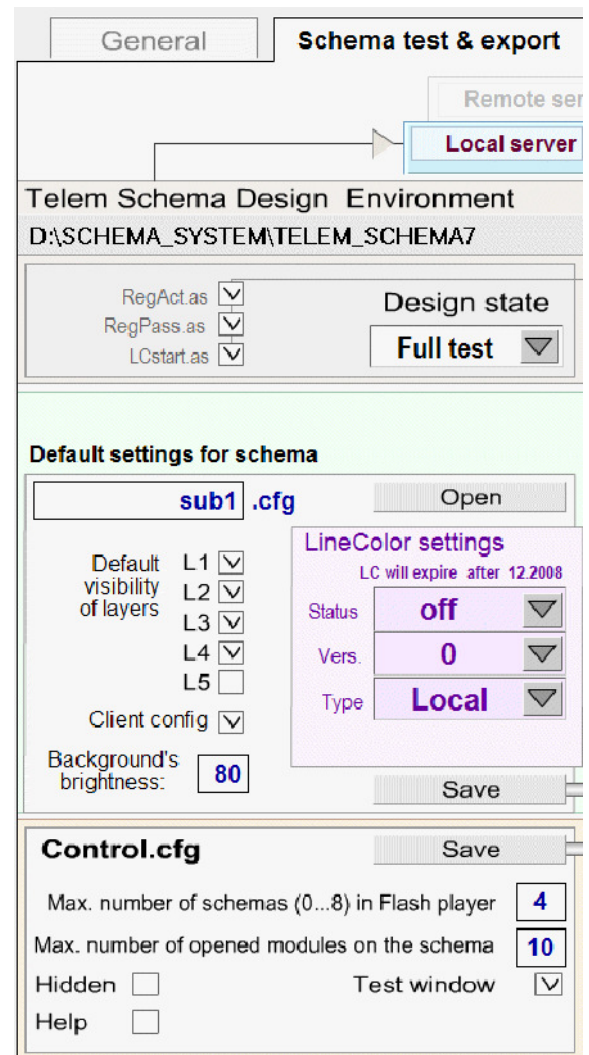 General
Schema test & export
Remote ser
Local server
Telem Schema Design Environment
D:\SCHEMA_SYSTEM\TELEM_SCHEMA7
RegAct.as
RegPass.as
LCstart.as
Design state
Full test
Default settings for schema
sub1 .cfg
Open
Default
visibility
of layers
L1
L2
L3
L4
L5
Client config
Background's
brightness: 80
LineColor settings
LC will expire after 12.2008
Status off
Vers. 0
Type Local
Save
Control.cfg
Save
Max. number of schemas (0...8) in Flash player 4
Max. number of opened modules on the schema 10
Hidden
Test window
Help